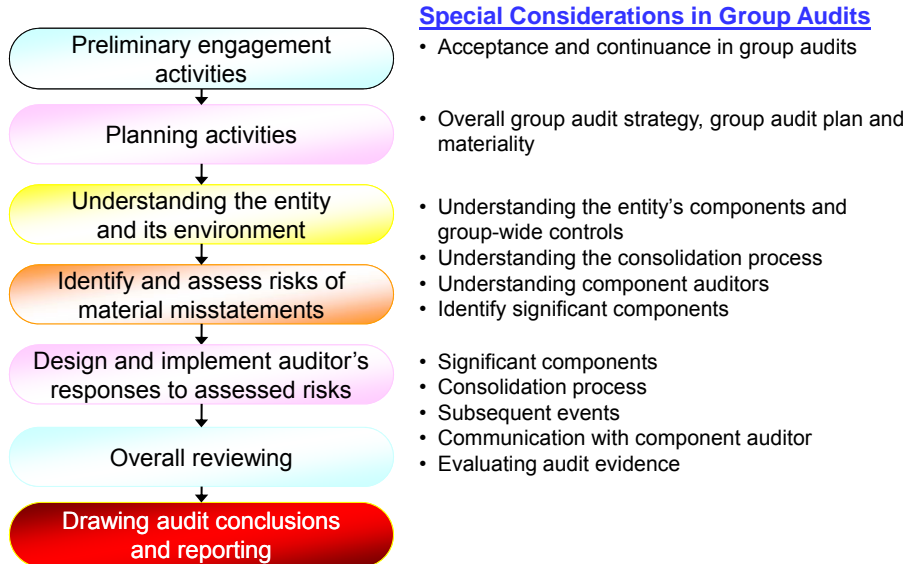 Special Considerations in Group Audits
Preliminary engagement
activities
• Acceptance and continuance in group audits
Planning activities
• Overall group audit strategy, group audit plan and
materiality
Understanding the entity
and its environment
• Understanding the entity's components and
group-wide controls
• Understanding the consolidation process
Identify and assess risks of
material misstatements
• Understanding component auditors
• Identify significant components
Design and implement auditor's
responses to assessed risks
• Significant components
• Consolidation process
• Subsequent events
• Communication with component auditor
Overall reviewing
• Evaluating audit evidence
Drawing audit conclusions
and reporting